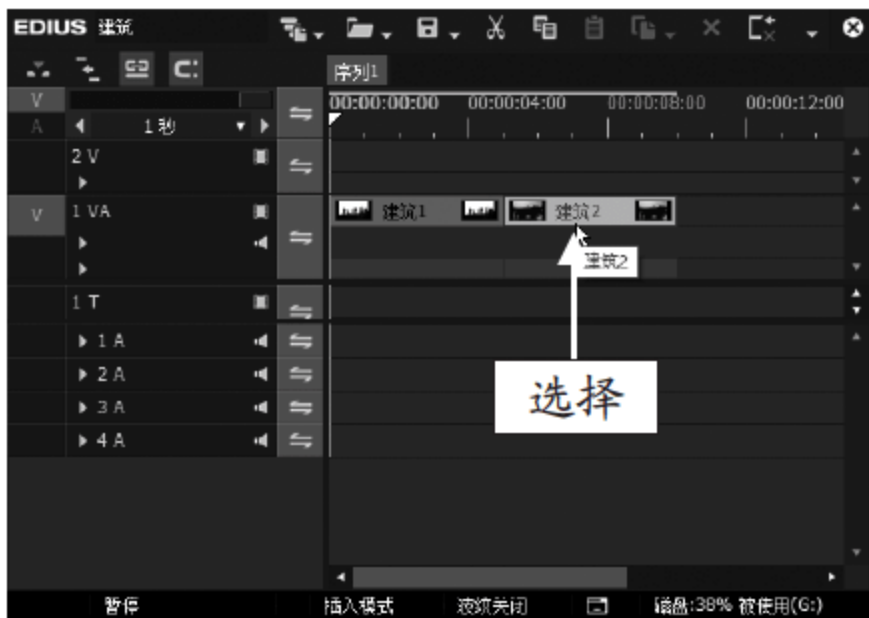 EDIUS 建筑
序列1
V
A
1秒
00:00:00:00 00:00:04:00 00:00:08:00 00:00:12:00
2 V
V
1 VA
建筑1
建筑2
建筑2
1 T
1 A
选择
2 A
3 A
4 A
暂停
插入模式
波纹关闭
磁盘:38% 被使用(G:)